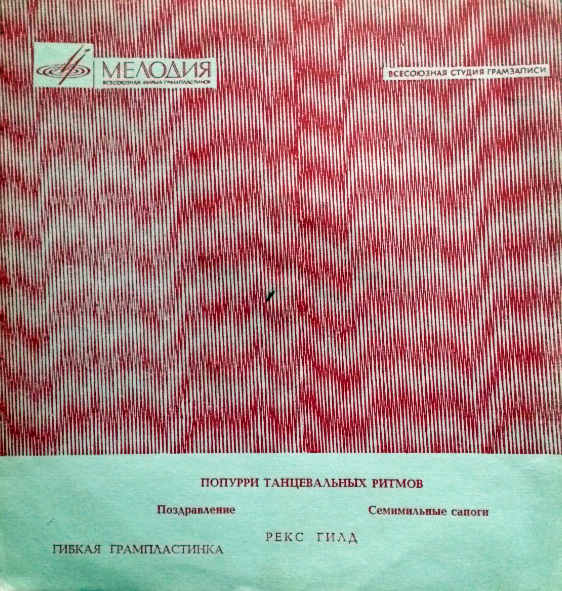 МЕЛОДИЯ
ВСЕСОЮЗНАЯ ФИРМА ГРАМПЛАСТИНОК
ВСЕСОЮЗНАЯ СТУДИЯ ГРАМЗАПИСИ
ПОПУРРИ ТАНЦЕВАЛЬНЫХ РИТМОВ
Поздравление Семимильные сапоги
РЕКС ГИЛД
ГИБКАЯ ГРАМПЛАСТИНКА